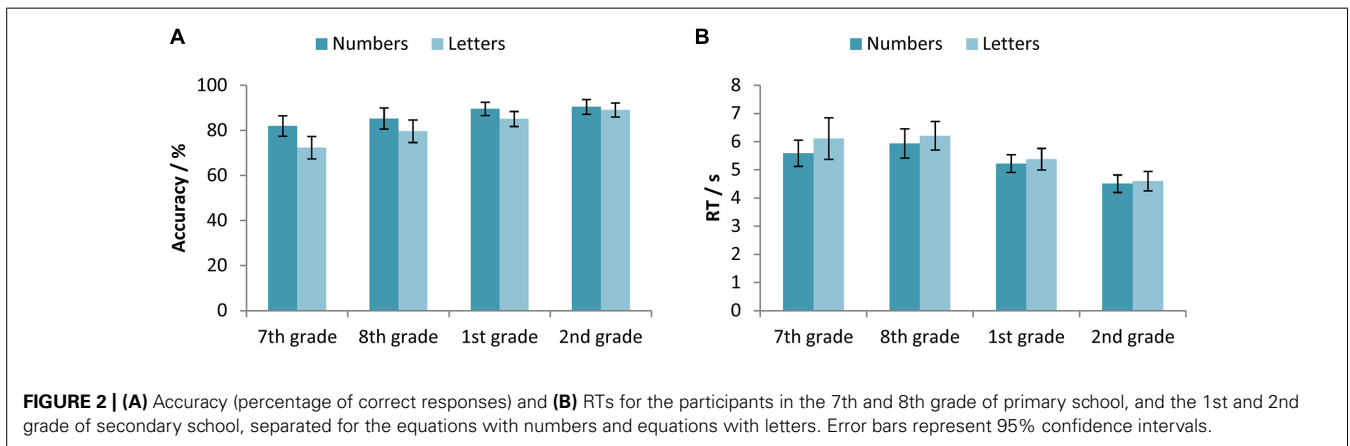 A
Numbers Letters
Accuracy / %
100
80
60
40
20
0
7th grade 8th grade 1st grade 2nd grade
B
Numbers Letters
RT / s
8
7
6
5
4
3
2
1
0
7th grade 8th grade 1st grade 2nd grade
FIGURE 2 | (A) Accuracy (percentage of correct responses) and (B) RTs for the participants in the 7th and 8th grade of primary school, and the 1st and 2nd
grade of secondary school, separated for the equations with numbers and equations with letters. Error bars represent 95% confidence intervals.